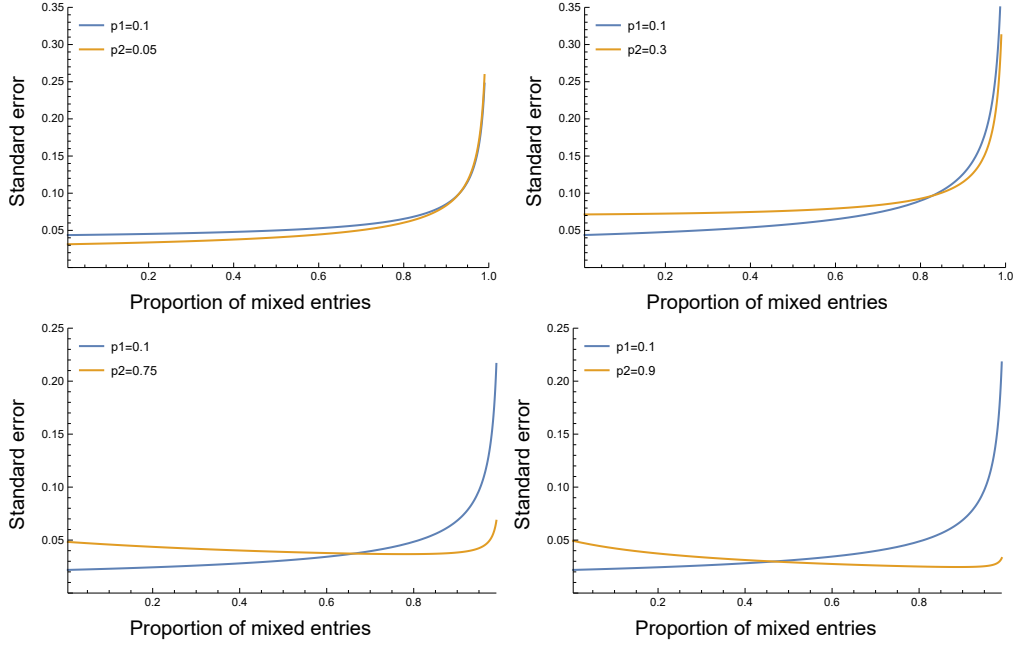 0.35
0.30
0.25
0.20
0.15
0.10
0.05
Standard error
p1=0.1
p2=0.05
0.2 0.4 0.6 0.8 1.0
Proportion of mixed entries
0.35
0.30
0.25
0.20
0.15
0.10
0.05
Standard error
p1=0.1
p2=0.3
0.2 0.4 0.6 0.8 1.0
Proportion of mixed entries
0.25
0.20
0.15
0.10
0.05
Standard error
p1=0.1
p2=0.75
0.2 0.4 0.6 0.8
Proportion of mixed entries
0.25
0.20
0.15
0.10
0.05
Standard error
p1=0.1
p2=0.9
0.2 0.4 0.6 0.8
Proportion of mixed entries